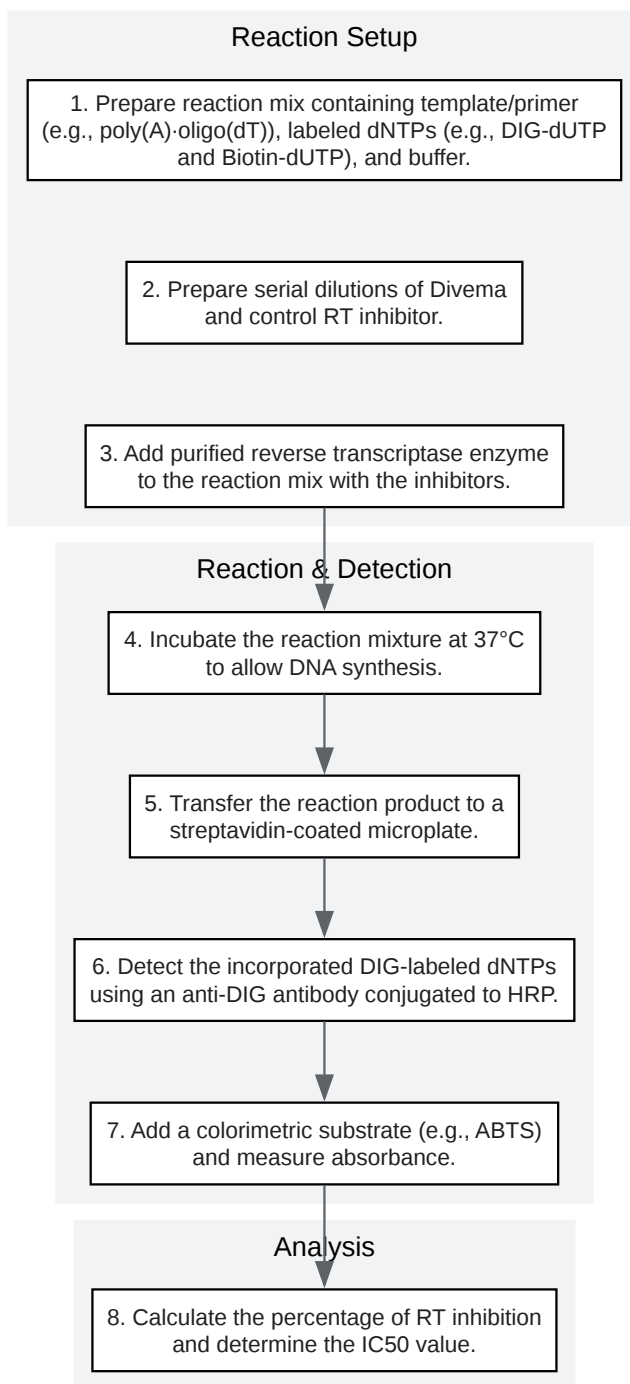 Reaction Setup
1. Prepare reaction mix containing template/primer
(e.g., poly(A)·oligo(dT)), labeled dNTPs (e.g., DIG-dUTP
and Biotin-dUTP), and buffer.
2. Prepare serial dilutions of Divema
and control RT inhibitor.
3. Add purified reverse transcriptase enzyme
to the reaction mix with the inhibitors.
Reaction & Detection
4. Incubate the reaction mixture at 37°C
to allow DNA synthesis.
5. Transfer the reaction product to a
streptavidin-coated microplate.
6. Detect the incorporated DIG-labeled dNTPs
using an anti-DIG antibody conjugated to HRP.
7. Add a colorimetric substrate (e.g., ABTS)
and measure absorbance.
Analysis
8. Calculate the percentage of RT inhibition
and determine the IC50 value.